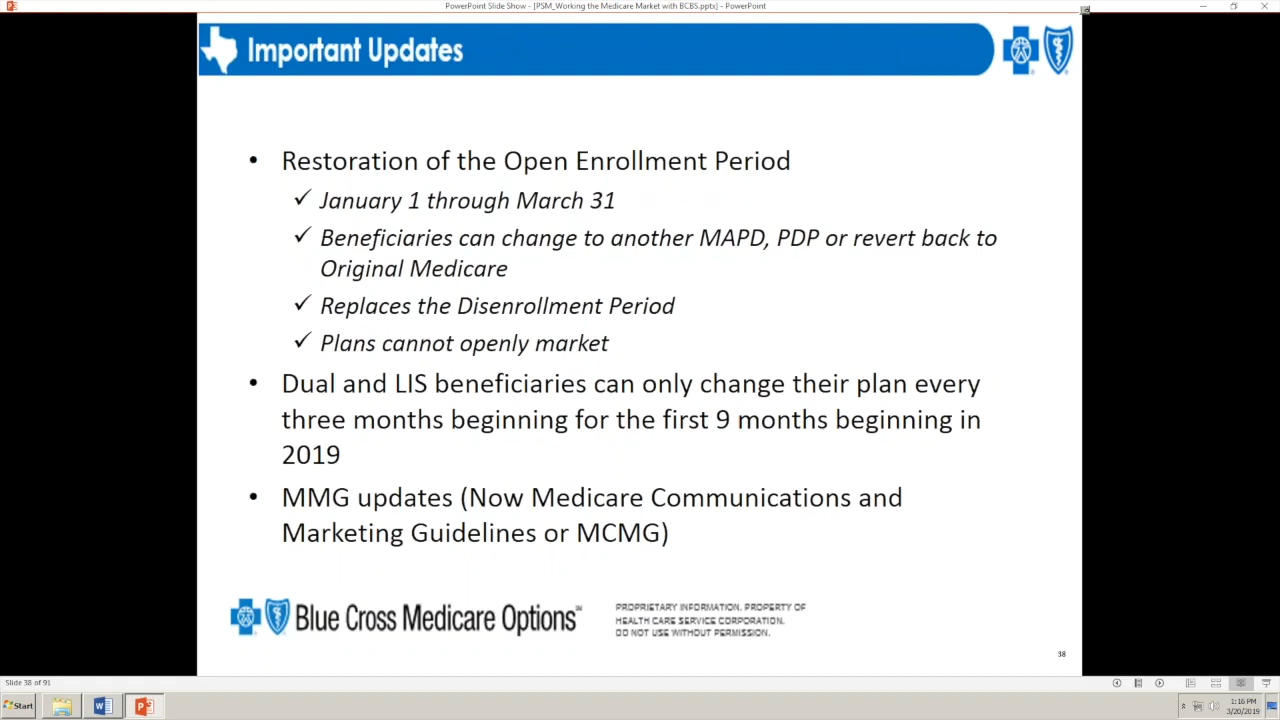 PowerPoint Slide Show - [PSM_Working the Medicare Market with BCBS.pptx] - PowerPoint
Important Updates
• Restoration of the Open Enrollment Period
✓ January 1 through March 31
✓ Beneficiaries can change to another MAPD, PDP or revert back to
Original Medicare
✓ Replaces the Disenrollment Period
✓ Plans cannot openly market
• Dual and LIS beneficiaries can only change their plan every
three months beginning for the first 9 months beginning in
2019
• MMG updates (Now Medicare Communications and
Marketing Guidelines or MCMG)
Blue Cross Medicare Options℠
PROPRIETARY INFORMATION. PROPERTY OF
HEALTH CARE SERVICE CORPORATION.
DO NOT USE WITHOUT PERMISSION.
38
Slide 38 of 91
Start
1:16 PM
3/20/2019